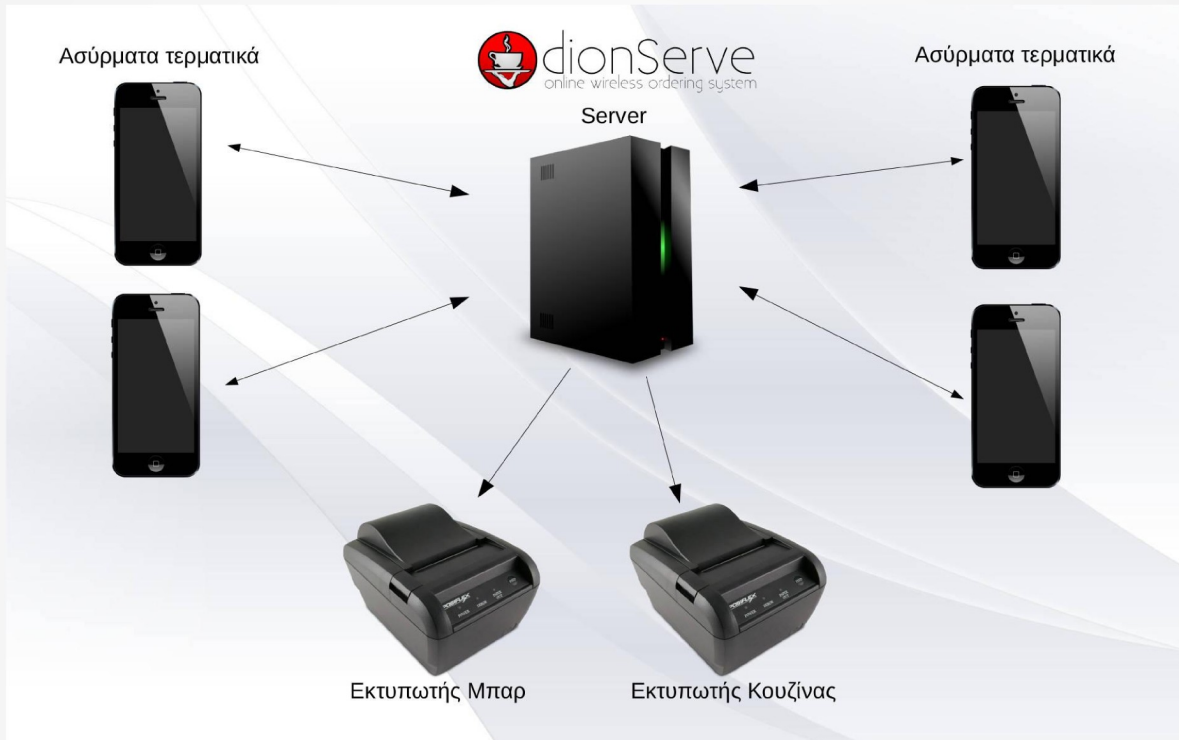 Ασύρματα τερματικά
dionServe
online wireless ordering system
Ασύρματα τερματικά
Server
Εκτυπωτής Μπαρ
Εκτυπωτής Κουζίνας